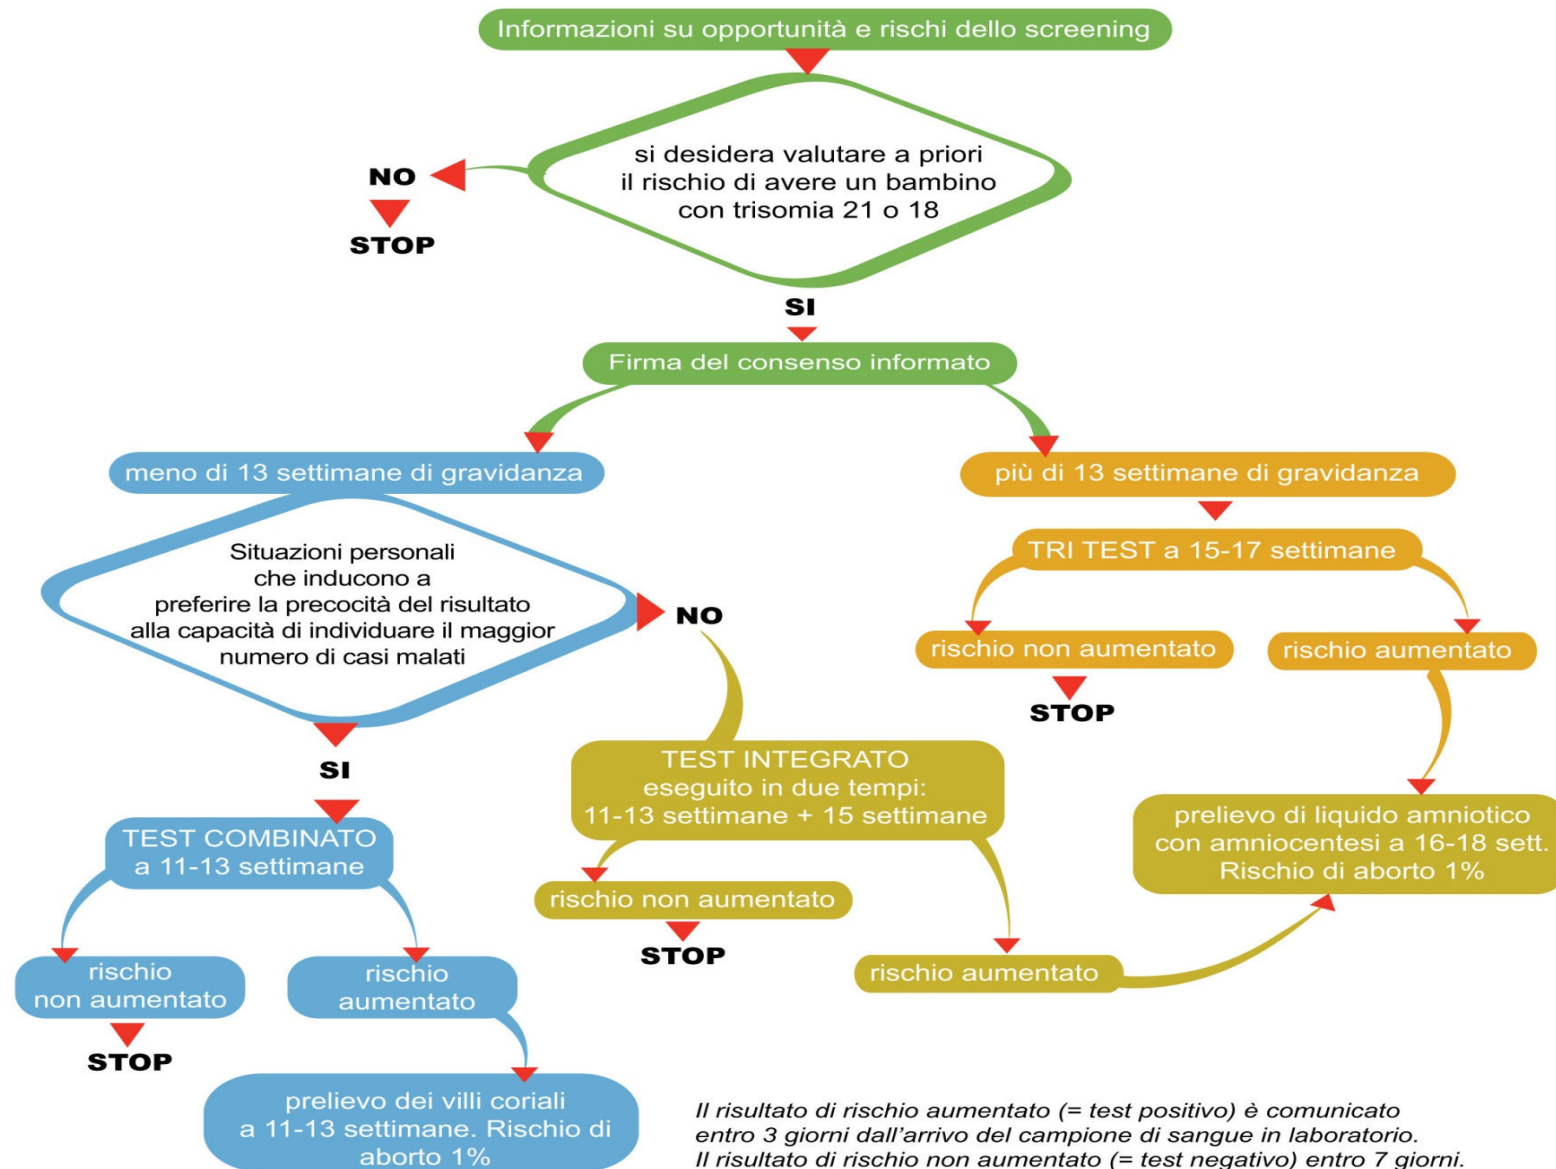 Informazioni su opportunità e rischi dello screening
si desidera valutare a priori
il rischio di avere un bambino
con trisomia 21 o 18
NO
STOP
SI
Firma del consenso informato
meno di 13 settimane di gravidanza
più di 13 settimane di gravidanza
Situazioni personali
che inducono a
preferire la precocità del risultato
alla capacità di individuare il maggior
numero di casi malati
NO
SI
TRI TEST a 15-17 settimane
rischio non aumentato
STOP
rischio aumentato
TEST INTEGRATO
eseguito in due tempi:
11-13 settimane + 15 settimane
prelievo di liquido amniotico
con amniocentesi a 16-18 sett.
Rischio di aborto 1%
TEST COMBINATO
a 11-13 settimane
rischio non aumentato
STOP
rischio aumentato
rischio
non aumentato
STOP
rischio
aumentato
prelievo dei villi coriali
a 11-13 settimane. Rischio di
aborto 1%
Il risultato di rischio aumentato (= test positivo) è comunicato
entro 3 giorni dall'arrivo del campione di sangue in laboratorio.
Il risultato di rischio non aumentato (= test negativo) entro 7 giorni.